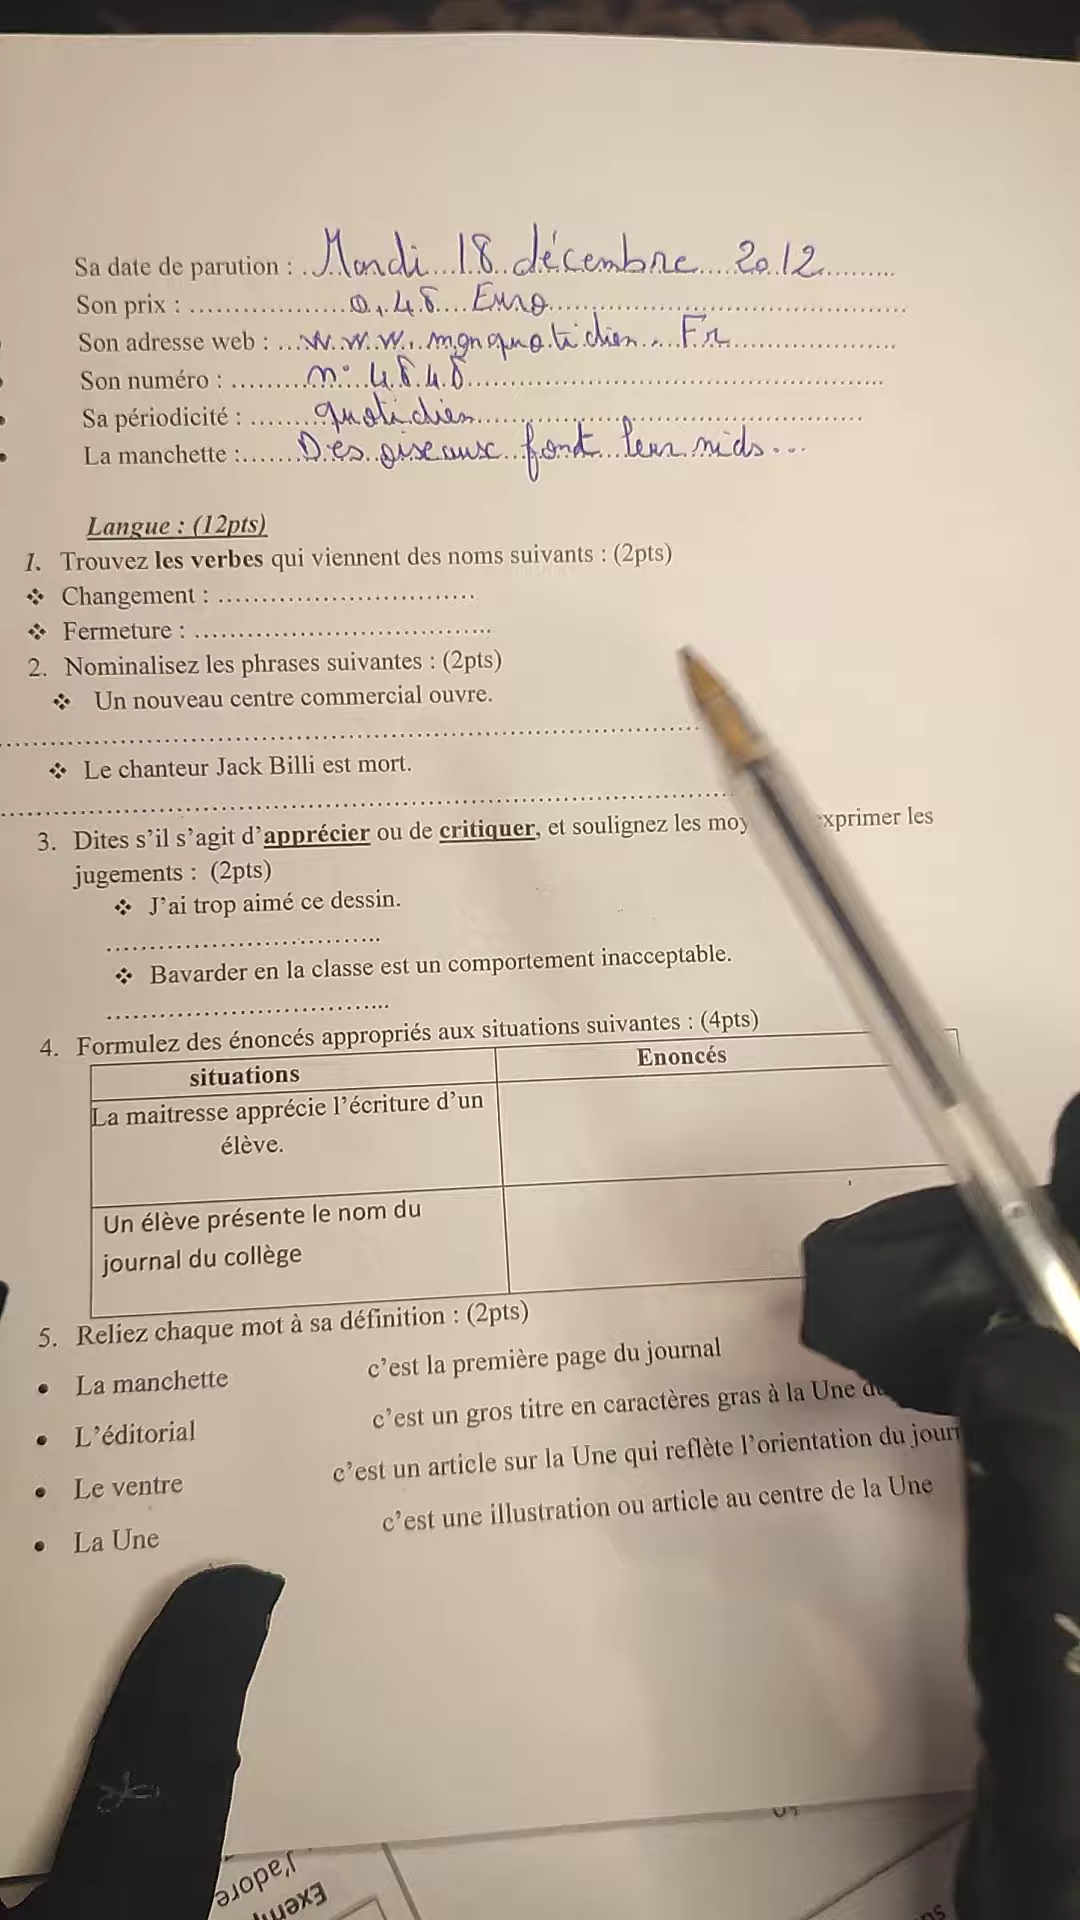 Sa date de parution : Mardi 18 décembre 2012
Son prix : 0,48 Euro
Son adresse web : www.monquotidien.Fr
Son numéro : n° 4848
Sa périodicité : quotidien
La manchette : Des oiseaux font leur nids...
Langue : (12pts)
1. Trouvez les verbes qui viennent des noms suivants : (2pts)
❖ Changement : ..............................
❖ Fermeture : ..................................
2. Nominalisez les phrases suivantes : (2pts)
❖ Un nouveau centre commercial ouvre.
❖ Le chanteur Jack Billi est mort.
3. Dites s'il s'agit d'apprécier ou de critiquer, et soulignez les exprimer les
jugements : (2pts)
❖ J'ai trop aimé ce dessin.
❖ Bavarder en la classe est un comportement inacceptable.
4. Formulez des énoncés appropriés aux situations suivantes : (4pts)
situations Enoncés
La maitresse apprécie l'écriture d'un
élève.
Un élève présente le nom du
journal du collège
5. Reliez chaque mot à sa définition : (2pts)
• La manchette c'est la première page du journal
• L'éditorial c'est un gros titre en caractères gras à la Une
• Le ventre c'est un article sur la Une qui reflète l'orientation du
• La Une c'est une illustration ou article au centre de la Une
J'adore